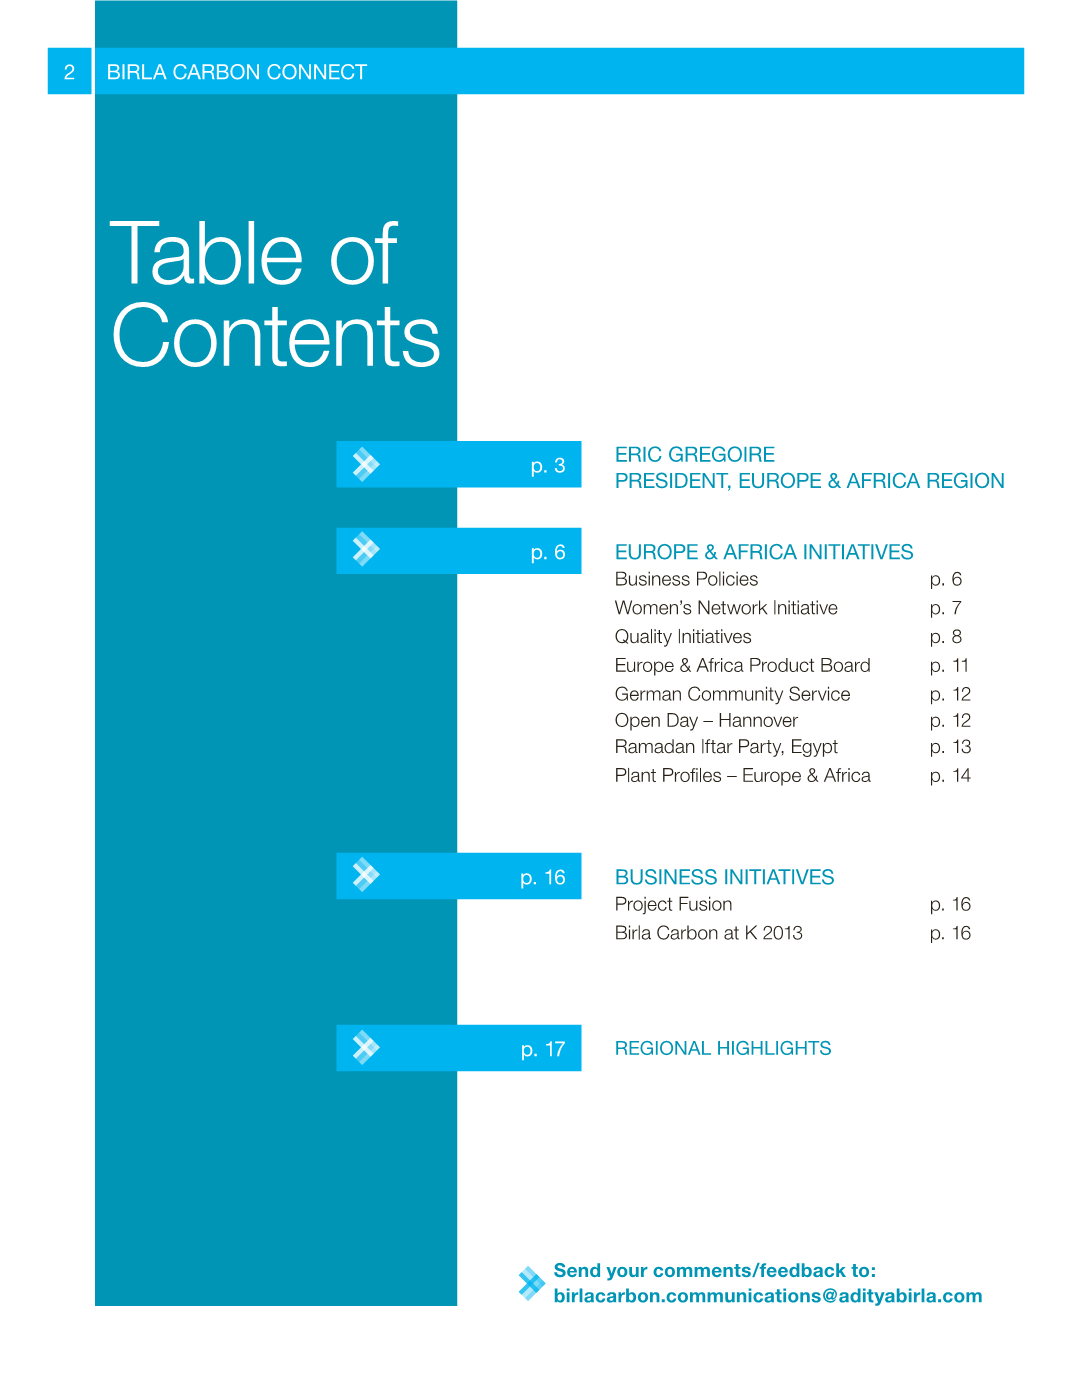 2 BIRLA CARBON CONNECT
Table of
Contents
p. 3 ERIC GREGOIRE
PRESIDENT, EUROPE & AFRICA REGION
p. 6 EUROPE & AFRICA INITIATIVES
Business Policies p. 6
Women’s Network Initiative p. 7
Quality Initiatives p. 8
Europe & Africa Product Board p. 11
German Community Service p. 12
Open Day – Hannover p. 12
Ramadan Iftar Party, Egypt p. 13
Plant Profiles – Europe & Africa p. 14
p. 16 BUSINESS INITIATIVES
Project Fusion p. 16
Birla Carbon at K 2013 p. 16
p. 17 REGIONAL HIGHLIGHTS
Send your comments/feedback to:
birlacarbon.communications@adityabirla.com